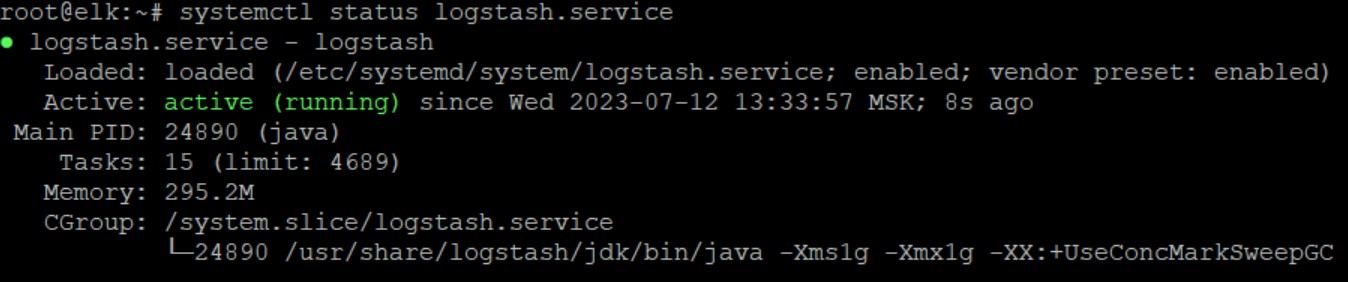 root@elk:~# systemctl status logstash.service
● logstash.service - logstash
   Loaded: loaded (/etc/systemd/system/logstash.service; enabled; vendor preset: enabled)
   Active: active (running) since Wed 2023-07-12 13:33:57 MSK; 8s ago
 Main PID: 24890 (java)
    Tasks: 15 (limit: 4689)
   Memory: 295.2M
   CGroup: /system.slice/logstash.service
           └─24890 /usr/share/logstash/jdk/bin/java -Xms1g -Xmx1g -XX:+UseConcMarkSweepGC